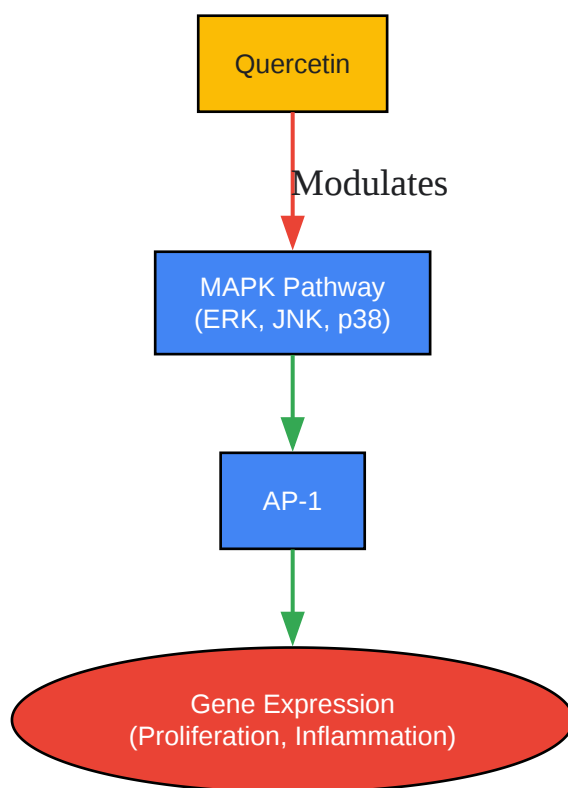 Quercetin
Modulates
MAPK Pathway
(ERK, JNK, p38)
AP-1
Gene Expression
(Proliferation, Inflammation)